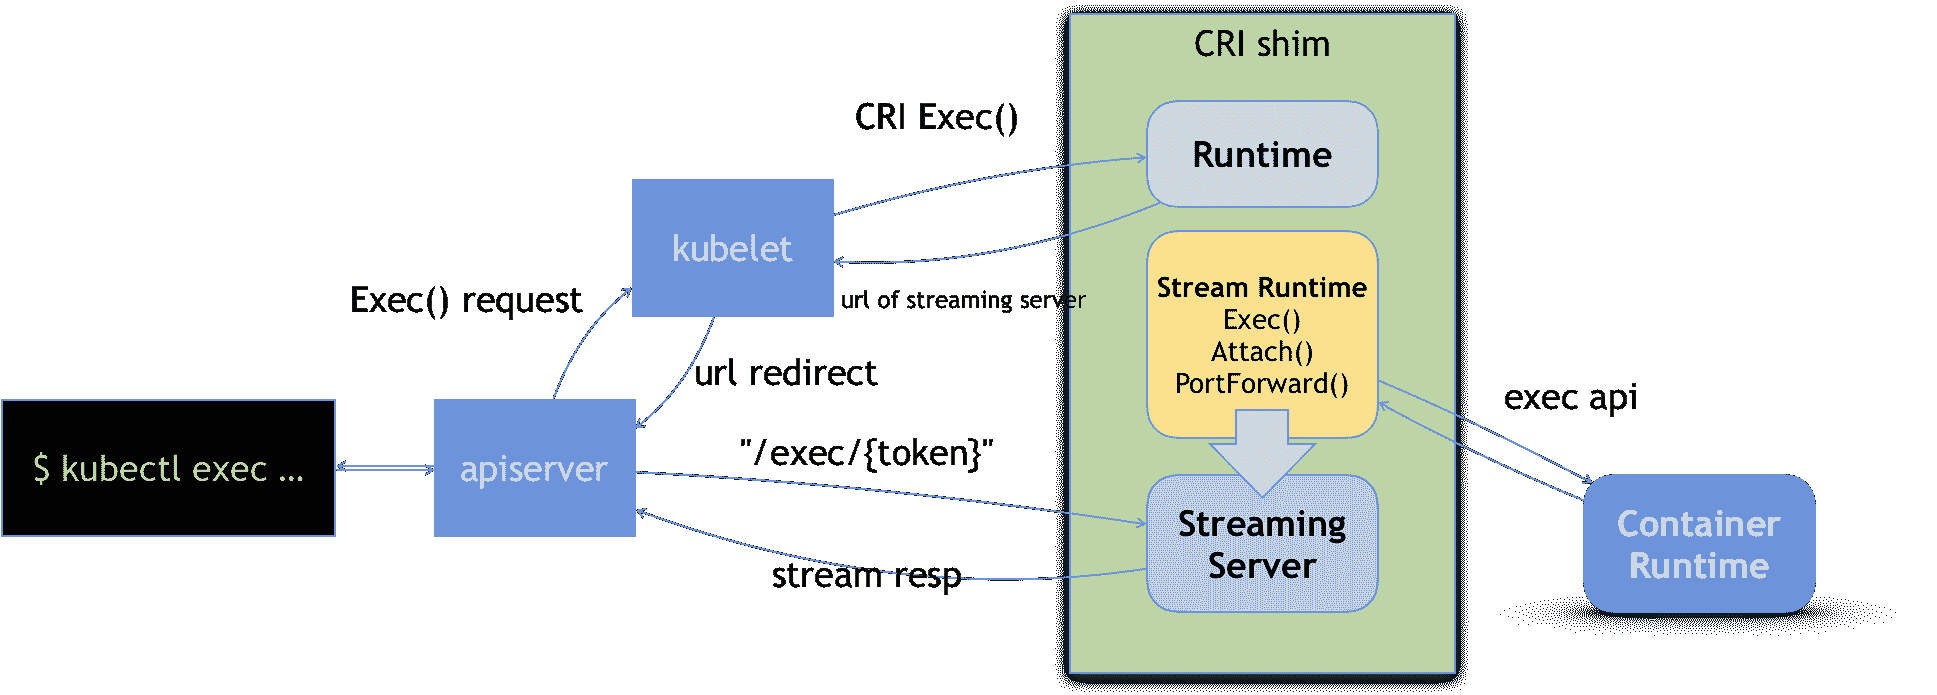 CRI shim
CRI Exec()
Runtime
kubelet
Exec() request
url of streaming server
Stream Runtime
Exec()
Attach()
PortForward()
url redirect
exec api
$ kubectl exec ...
apiserver
"/exec/{token}"
Streaming
Server
stream resp
Container
Runtime